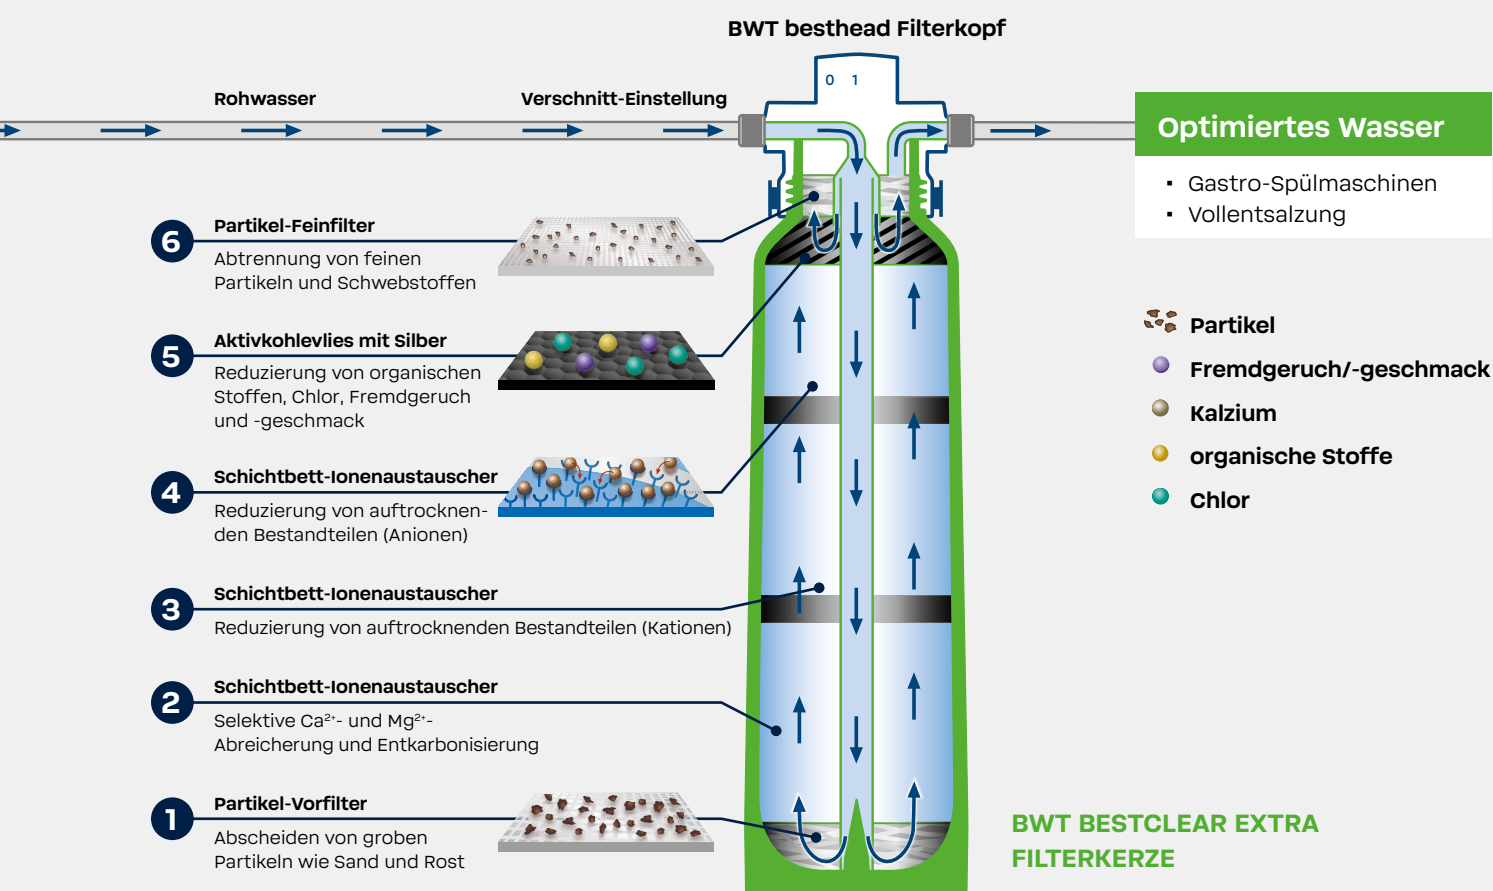 BWT besthead Filterkopf
0 1
Rohwasser
Verschnitt-Einstellung
Optimiertes Wasser
▪ Gastro-Spülmaschinen
▪ Vollentsalzung
6
Partikel-Feinfilter
Abtrennung von feinen
Partikeln und Schwebstoffen
5
Aktivkohlevlies mit Silber
Reduzierung von organischen
Stoffen, Chlor, Fremdgeruch
und -geschmack
4
Schichtbett-Ionenaustauscher
Reduzierung von auftrocknen-
den Bestandteilen (Anionen)
3
Schichtbett-Ionenaustauscher
Reduzierung von auftrocknenden Bestandteilen (Kationen)
2
Schichtbett-Ionenaustauscher
Selektive Ca²⁺- und Mg²⁺-
Abreicherung und Entkarbonisierung
1
Partikel-Vorfilter
Abscheiden von groben
Partikeln wie Sand und Rost
Partikel
Fremdgeruch/-geschmack
Kalzium
organische Stoffe
Chlor
BWT BESTCLEAR EXTRA
FILTERKERZE